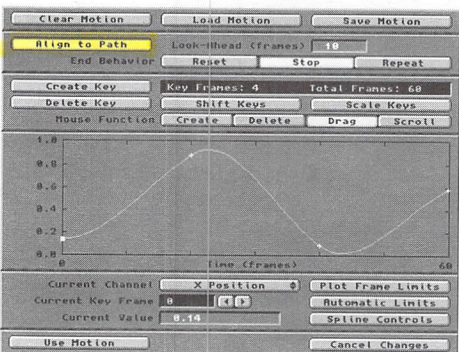 Clear Motion Load Motion Save Motion
Align to Path Look-Ahead (frames) 10
End Behavior Reset Stop Repeat
Create Key Key Frames: 4 Total Frames: 60
Delete Key Shift Keys Scale Keys
Mouse Function Create Delete Drag Scroll
1.0
0.8
0.6
0.4
0.2
0.0
0 Time (frames) 60
Current Channel X Position Plot Frame Limits
Current Key Frame 0 Automatic Limits
Current Value 0.14 Spline Controls
Use Motion Cancel Changes